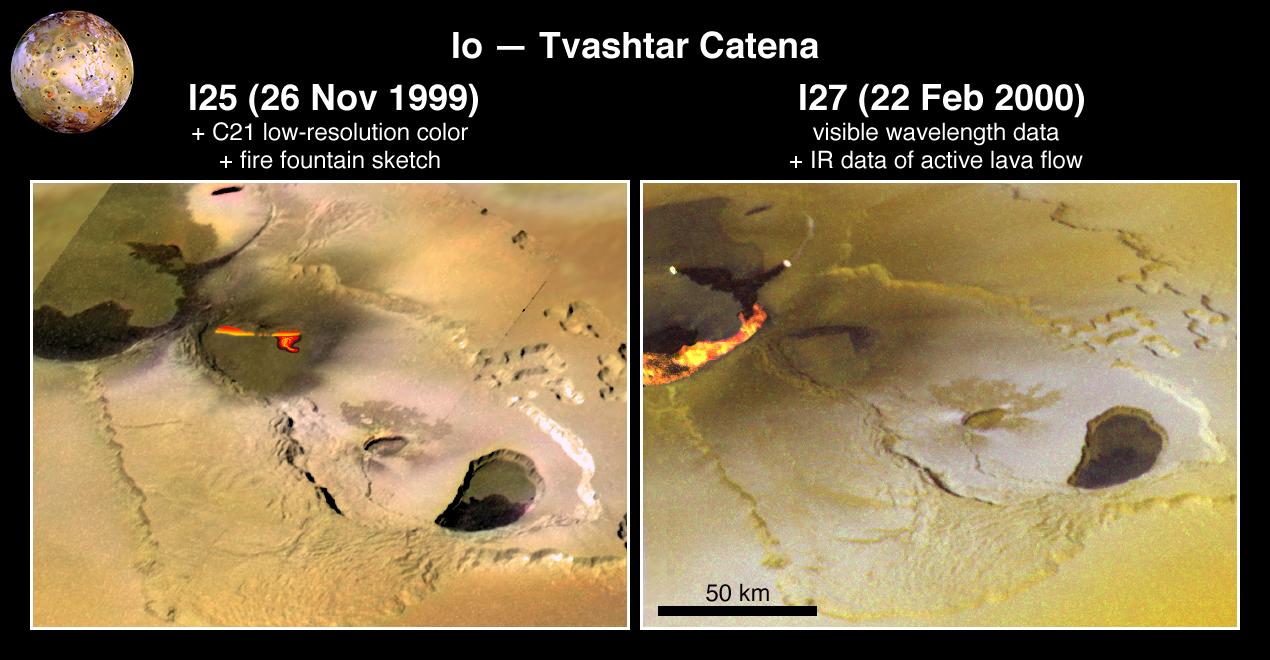 Io — Tvashtar Catena
I25 (26 Nov 1999)
+ C21 low-resolution color
+ fire fountain sketch
I27 (22 Feb 2000)
visible wavelength data
+ IR data of active lava flow
50 km